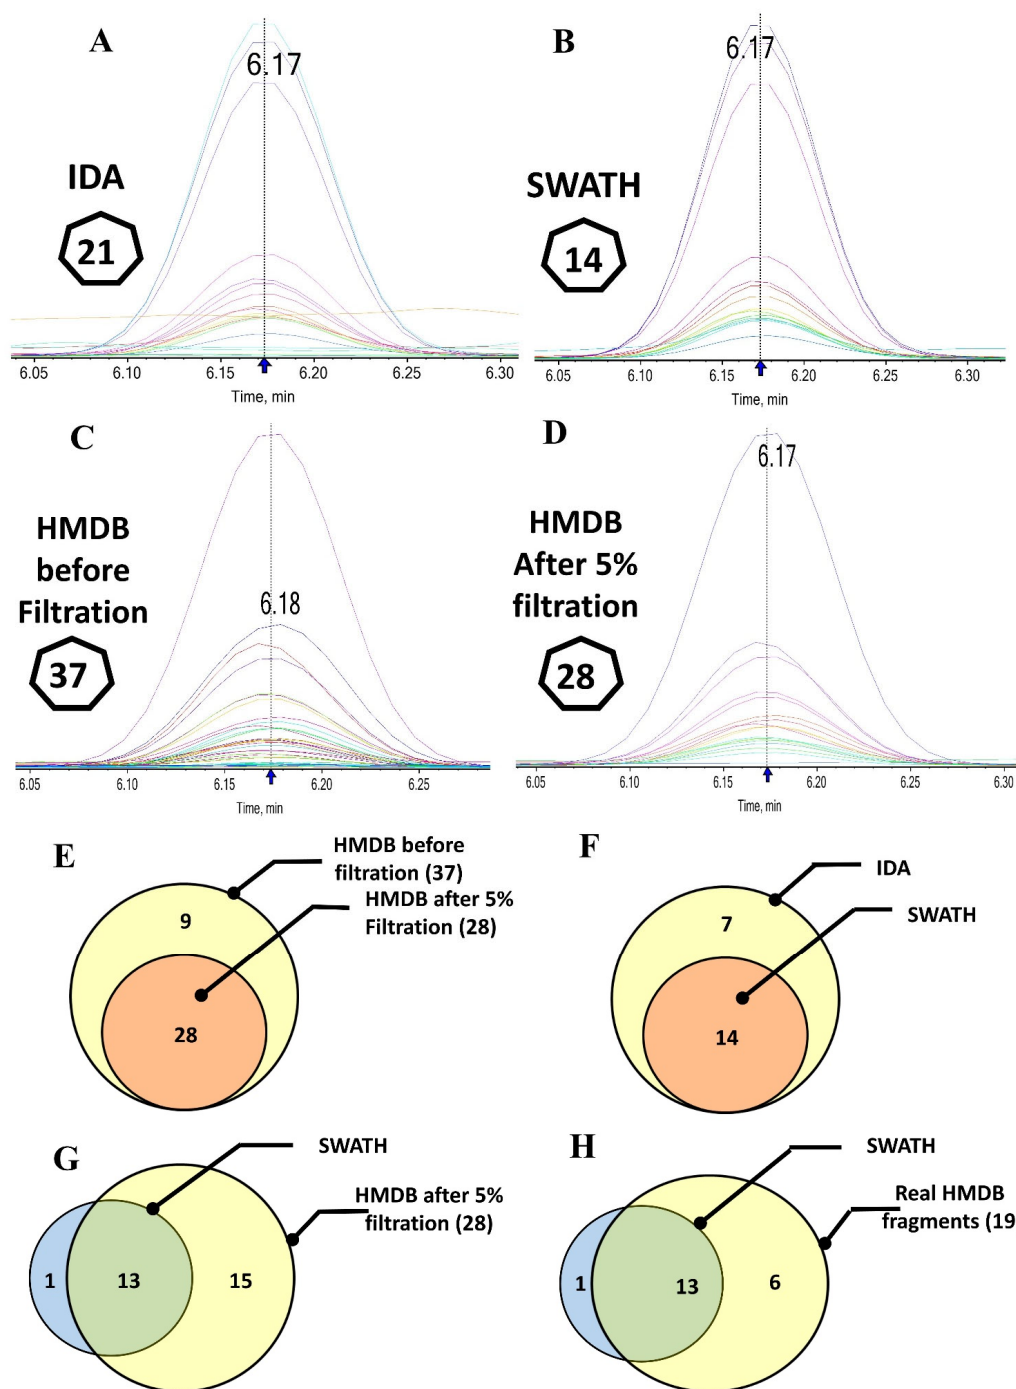 A
6.17
IDA
21
6.05 6.10 6.15 6.20 6.25 6.30
Time, min
B
6.17
SWATH
14
6.05 6.10 6.15 6.20 6.25 6.30
Time, min
C
HMDB
before
Filtration
37
6.18
6.05 6.10 6.15 6.20 6.25
Time, min
D
6.17
HMDB
After 5%
filtration
28
6.05 6.10 6.15 6.20 6.25 6.30
Time, min
E
HMDB before
filtration (37)
HMDB after 5%
Filtration (28)
9
28
F
IDA
SWATH
7
14
G
SWATH
HMDB after 5%
filtration (28)
1
13
15
H
SWATH
Real HMDB
fragments (19
1
13
6